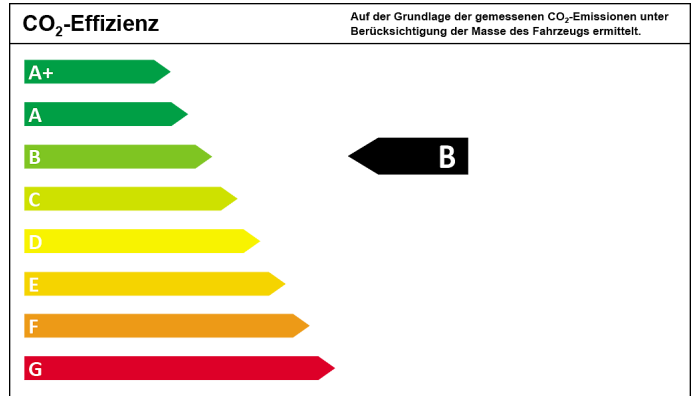 CO₂-Effizienz
Auf der Grundlage der gemessenen CO₂-Emissionen unter
Berücksichtigung der Masse des Fahrzeugs ermittelt.
A+
A
B
B
C
D
E
F
G